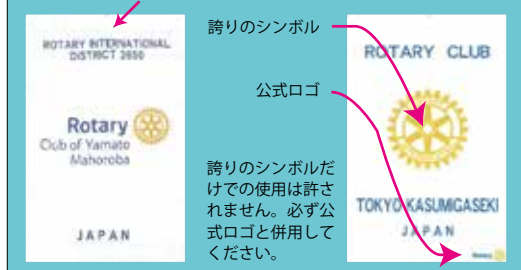 ROTARY INTERNATIONAL
DISTRICT 2650
Rotary
Club of Yamato
Mahoroba
JAPAN
誇りのシンボル
公式ロゴ
誇りのシンボルだ
けでの使用は許さ
れません。必ず公
式ロゴと併用して
ください。
ROTARY CLUB
TOKYO KASUMIGASEKI
JAPAN
Rotary